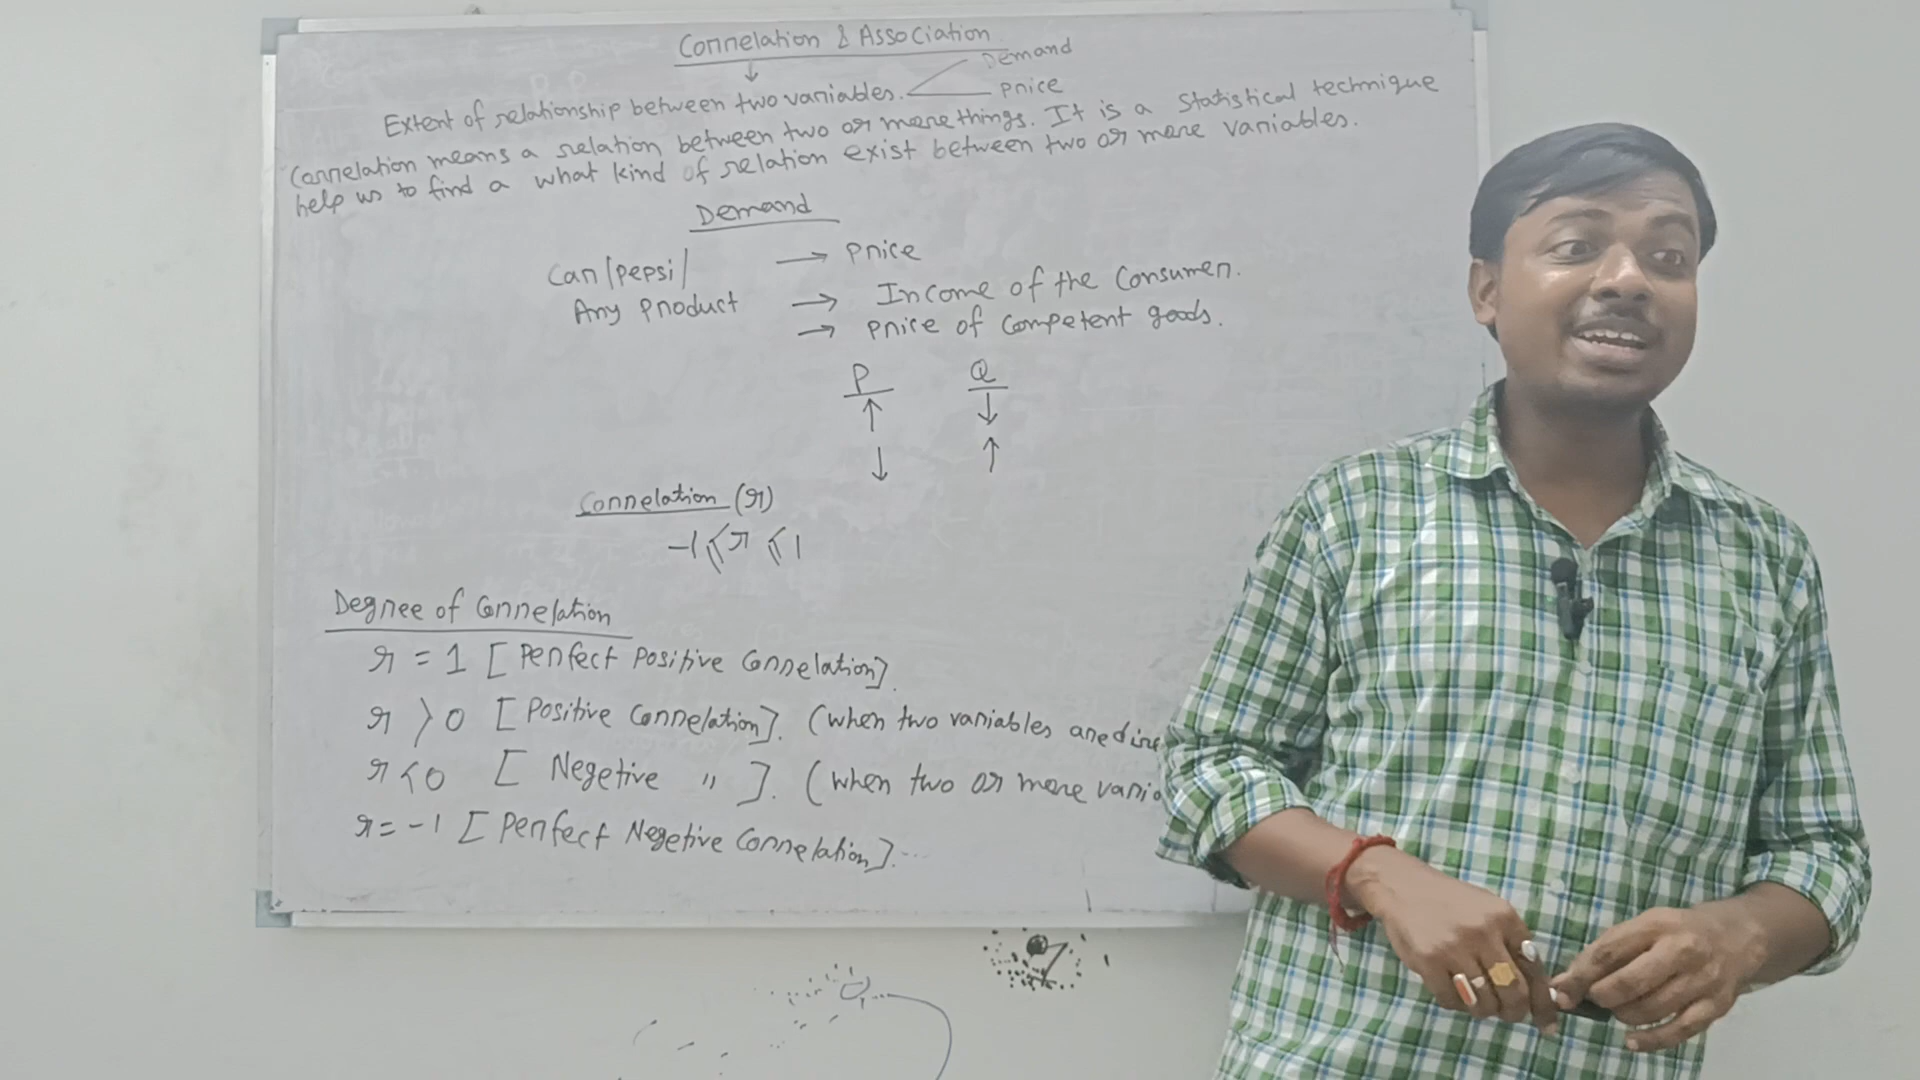 Correlation & Association
Demand
Extent of relationship between two variables.
price
Correlation means a relation between two or more things. It is a statistical technique
help us to find a what kind of relation exist between two or more variables.
Demand
Car/pepsi/ → price
Any product → Income of the Consumer.
→ price of Competent goods.
P Q
↑ ↓
↓ ↑
Correlation (r)
-1 ≤ r ≤ 1
Degree of Correlation
r = 1 [Perfect Positive Correlation].
r > 0 [Positive Correlation]. (when two variables are
r < 0 [Negetive " ]. (when two or more
r = -1 [Perfect Negetive Correlation]...